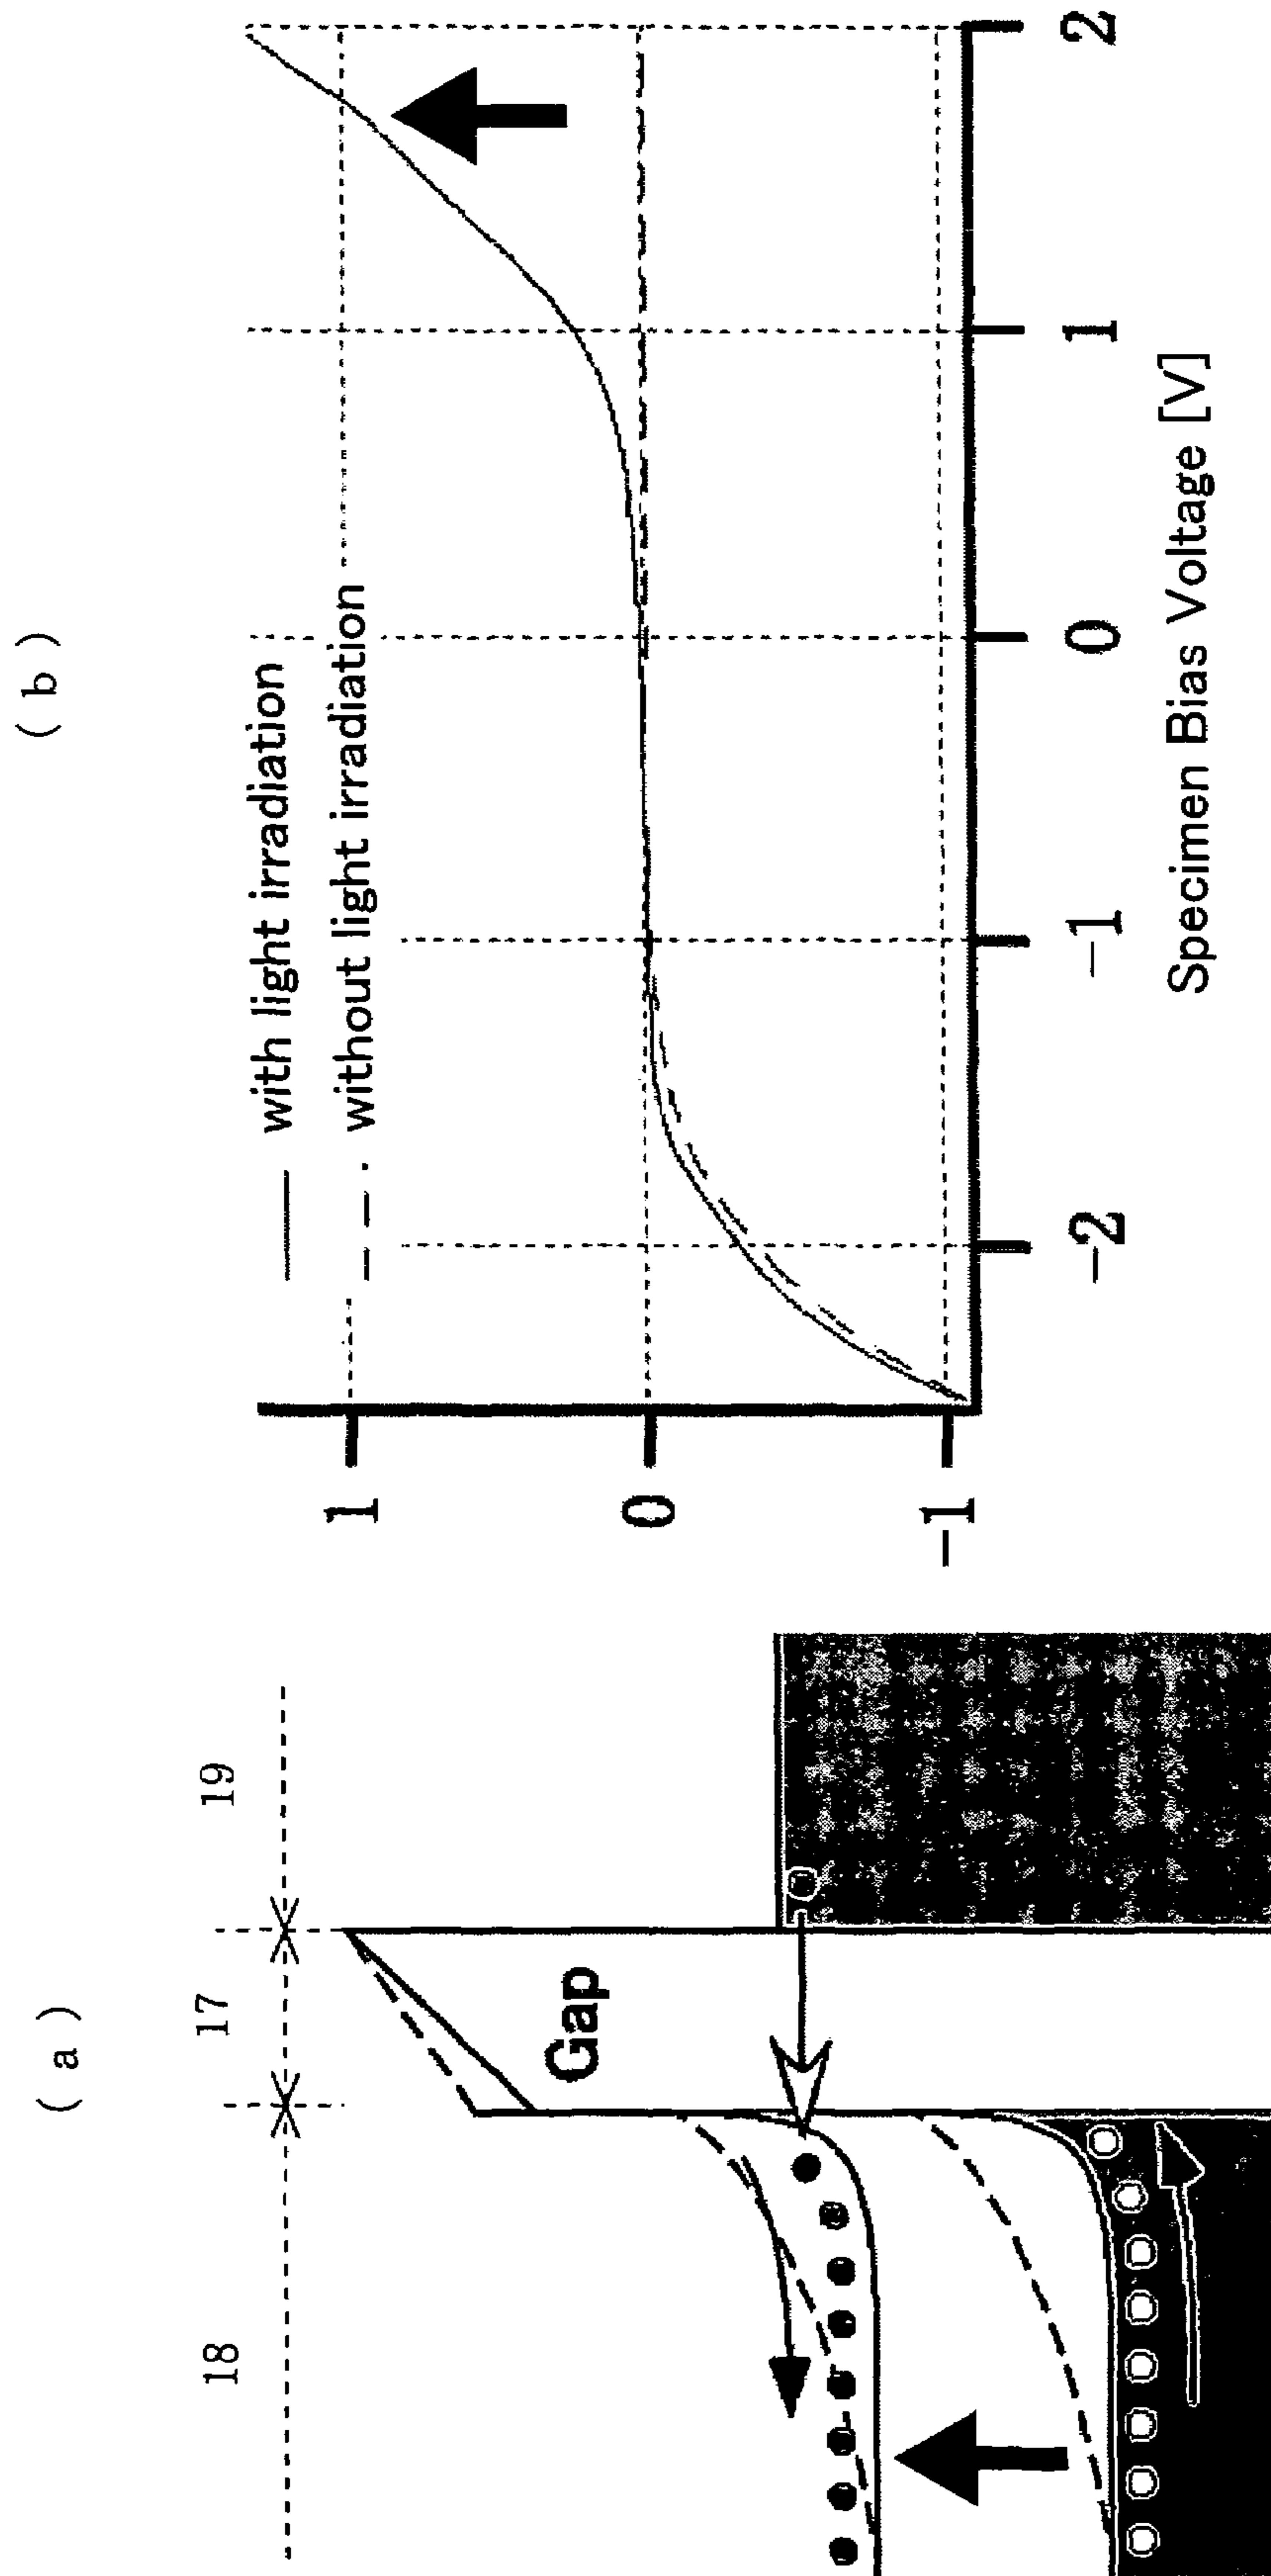 ( a )
18
17
19
Gap
( b )
with light irradiation
without light irradiation
1
0
-1
-2
-1
0
1
2
Specimen Bias Voltage [V]